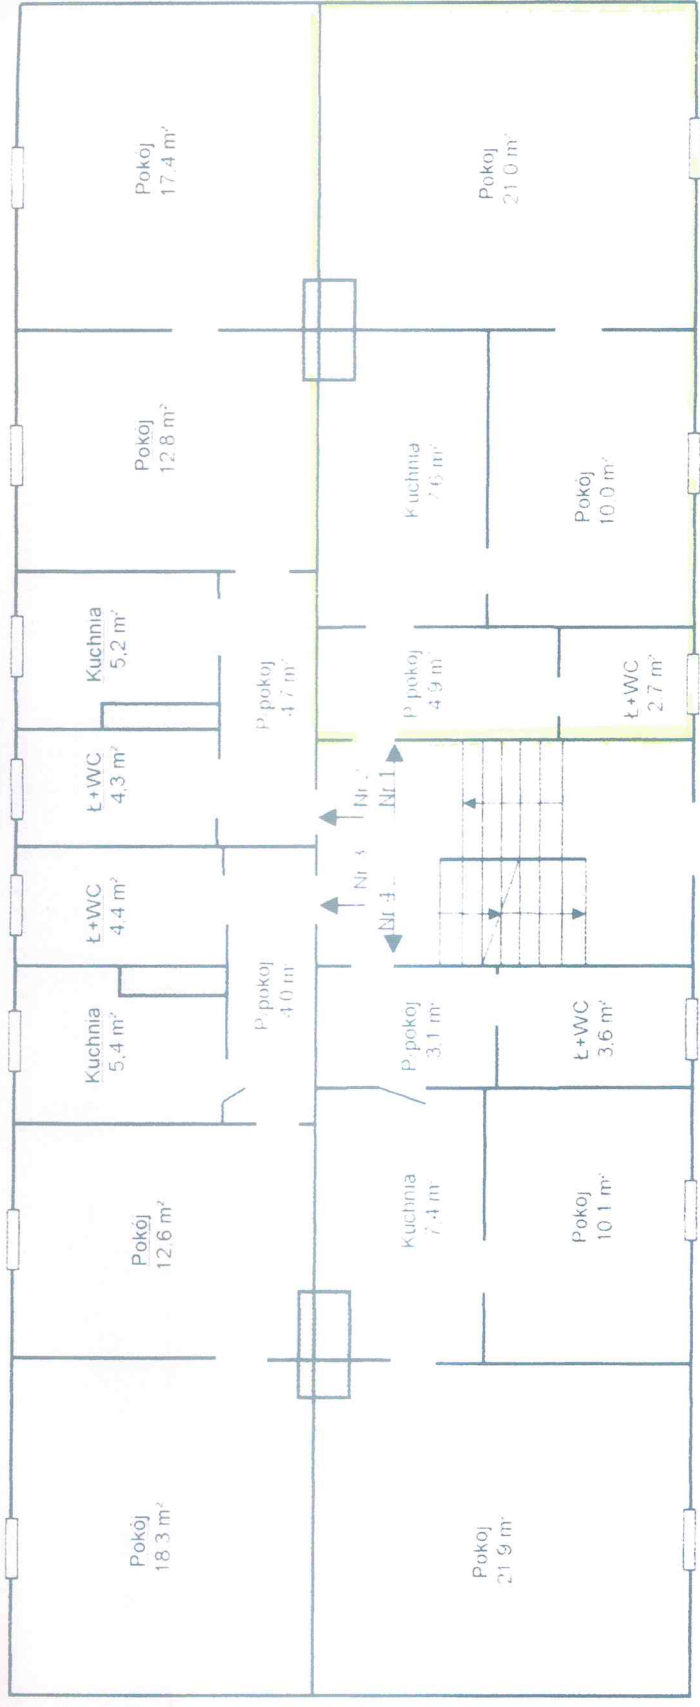 Pokój
18.3 m²
Pokój
12,6 m²
Kuchnia
5,4 m²
Ł+WC
4.4 m²
Ł+WC
4,3 m²
Kuchnia
5,2 m²
Pokój
12.8 m²
Pokój
17.4 m²
P.pokój
4.0 m²
P.pokój
4.7 m²
Nr 3
Nr 2
Nr 4
Nr 1
Pokój
21.9 m²
Kuchnia
7.4 m²
P.pokój
3.1 m²
P.pokój
4.9 m²
Kuchnia
7.6 m²
Pokój
21.0 m²
Pokój
10.1 m²
Ł+WC
3.6 m²
Ł+WC
2.7 m²
Pokój
10.0 m²